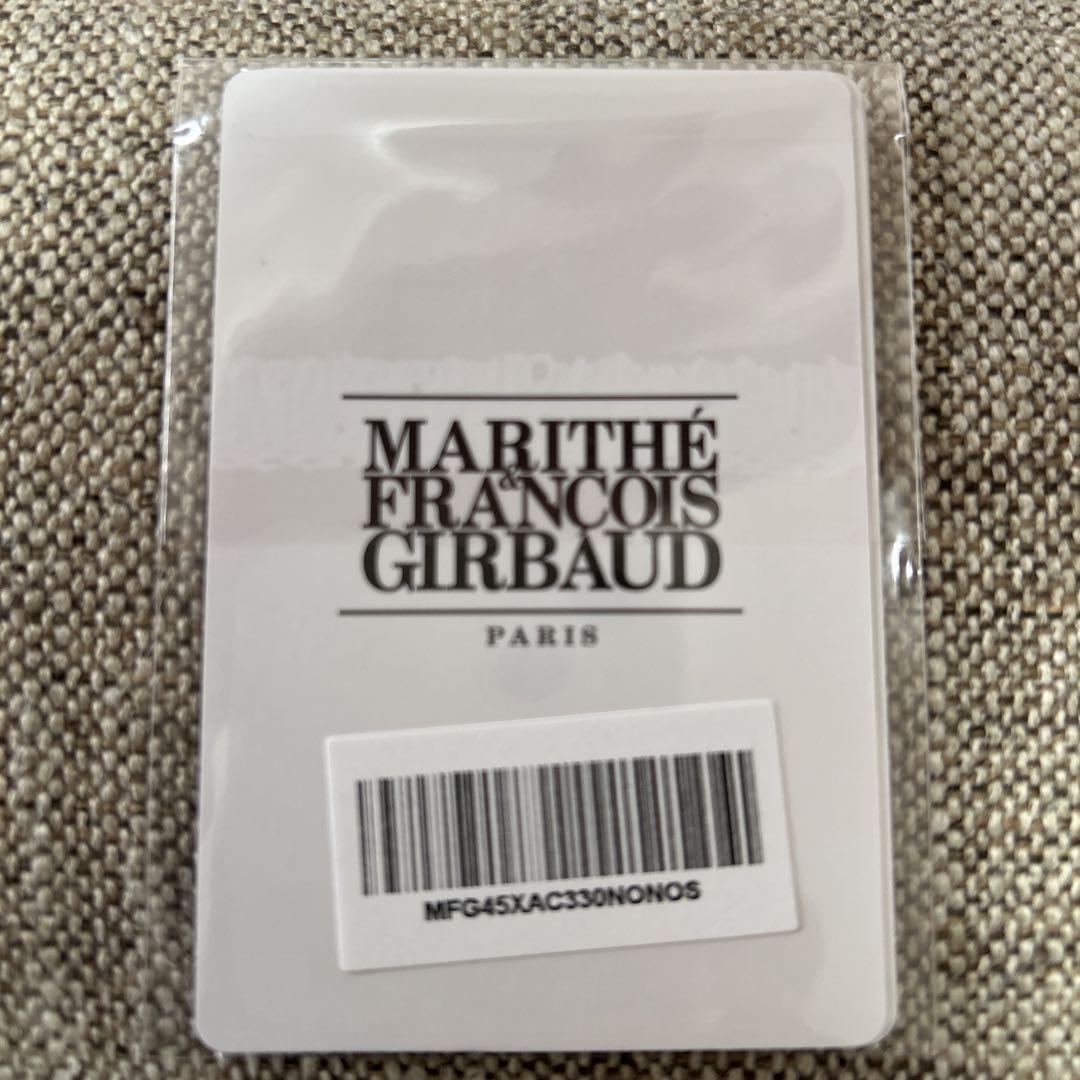 MARITHÉ
&
FRANCOIS
GIRBAUD
PARIS
MFG45XAC330NONOS